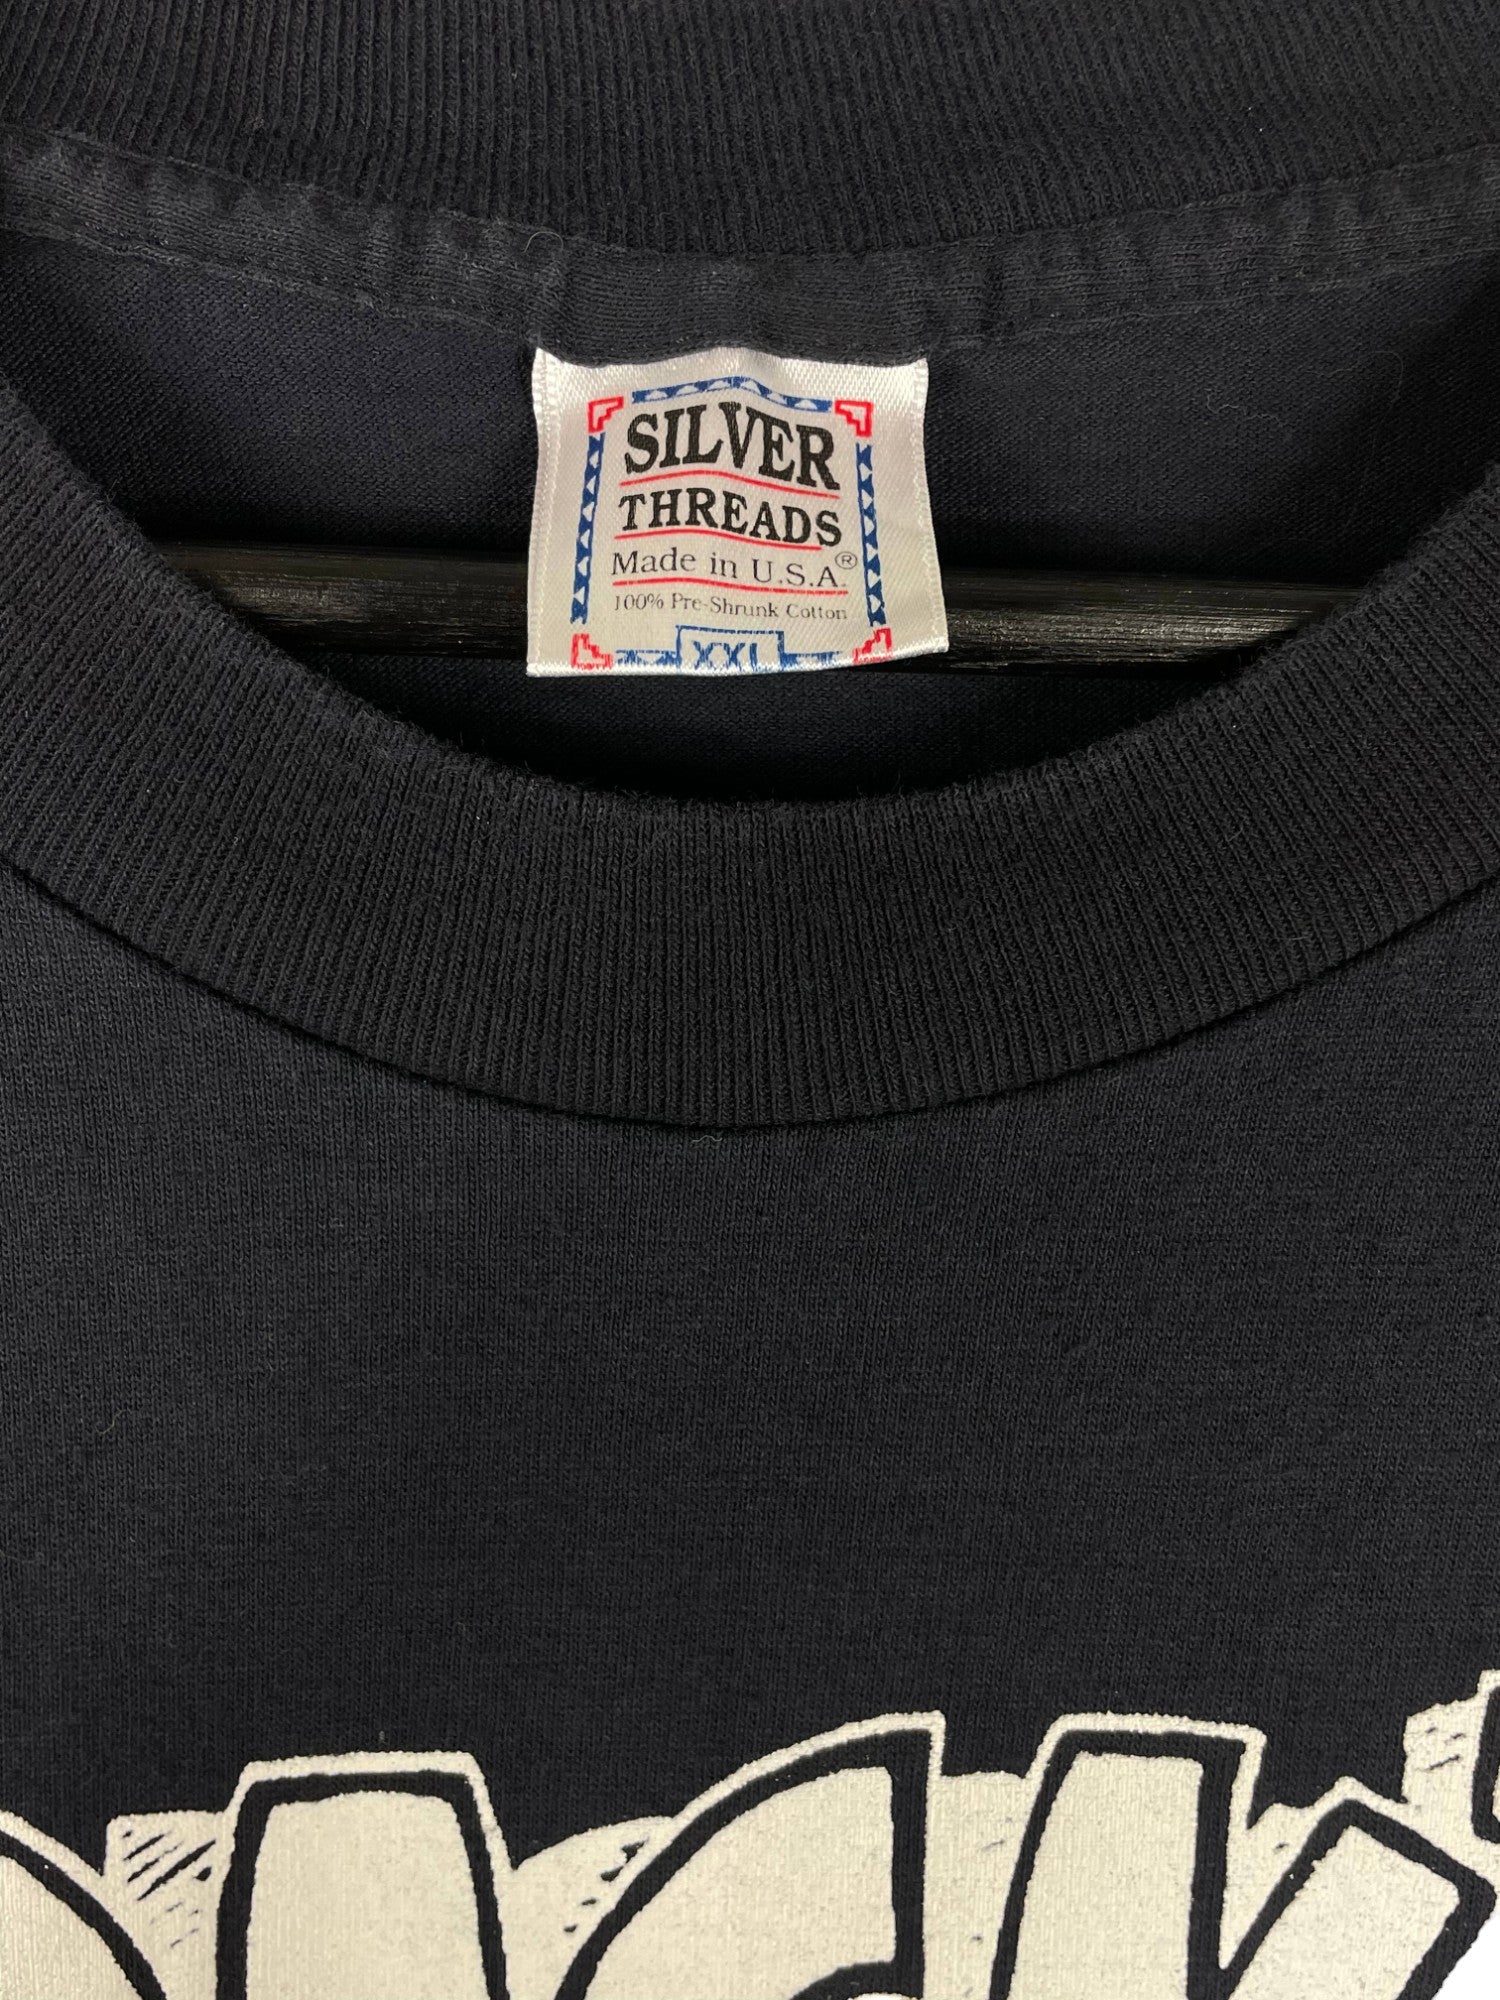 SILVER
THREADS
Made in U.S.A.®
100% Pre-Shrunk Cotton
XXL